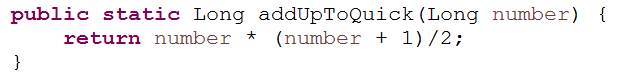 public static Long addUpToQuick(Long number) {
    return number * (number + 1)/2;
}